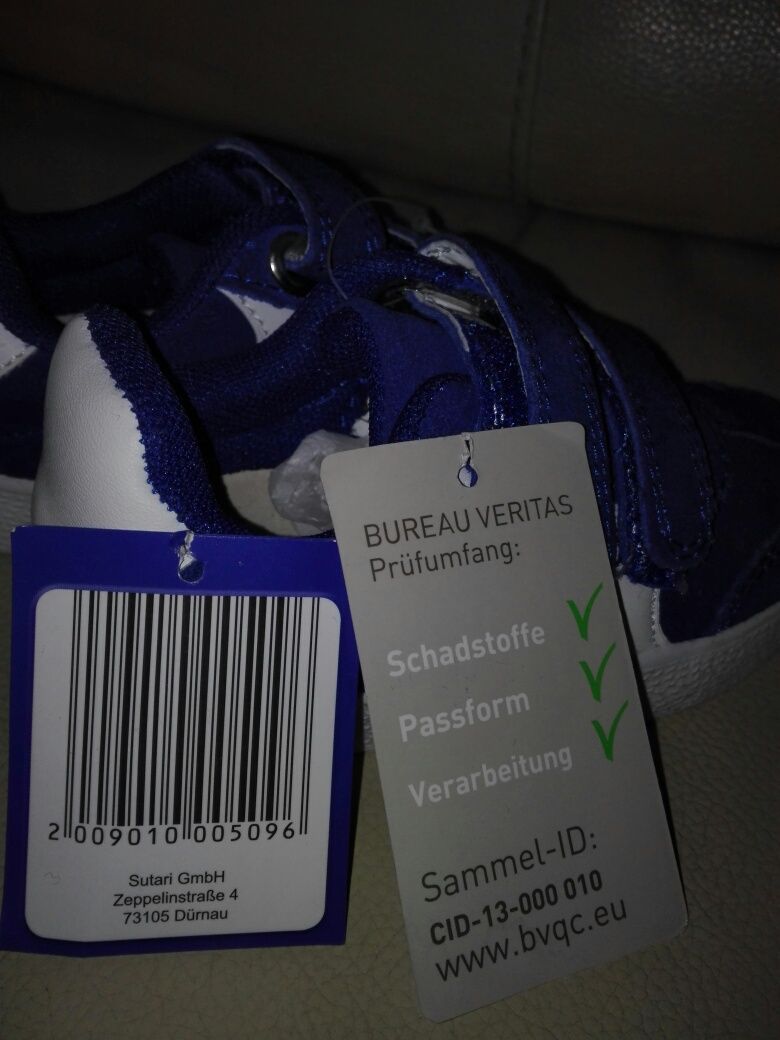 BUREAU VERITAS
Prüfumfang:
Schadstoffe
Passform
Verarbeitung
Sammel-ID:
CID-13-000 010
www.bvqc.eu
2 009010 005096
Sutari GmbH
Zeppelinstraße 4
73105 Dürnau